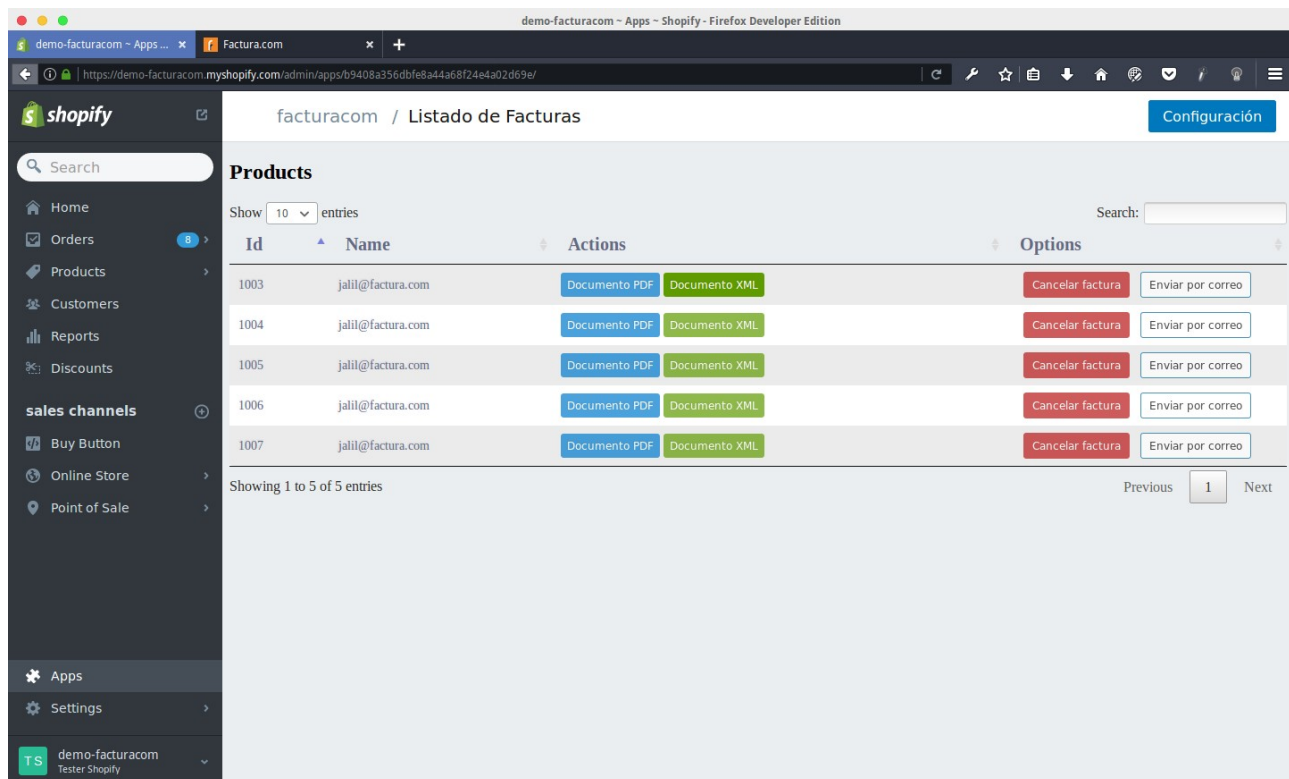 demo-facturacom ~ Apps ~ Shopify - Firefox Developer Edition
demo-facturacom ~ Apps ... × Factura.com × +
https://demo-facturacom.myshopify.com/admin/apps/b9408a356dbfe8a44a68f24e4a02d69e/
shopify
facturacom / Listado de Facturas
Configuración
Search
Home
Orders 8
Products
Customers
Reports
Discounts
sales channels
Buy Button
Online Store
Point of Sale
Apps
Settings
TS demo-facturacom
Tester Shopify
Products
Show 10 entries Search:
Id Name Actions Options
1003 jalil@factura.com Documento PDF Documento XML Cancelar factura Enviar por correo
1004 jalil@factura.com Documento PDF Documento XML Cancelar factura Enviar por correo
1005 jalil@factura.com Documento PDF Documento XML Cancelar factura Enviar por correo
1006 jalil@factura.com Documento PDF Documento XML Cancelar factura Enviar por correo
1007 jalil@factura.com Documento PDF Documento XML Cancelar factura Enviar por correo
Showing 1 to 5 of 5 entries Previous 1 Next